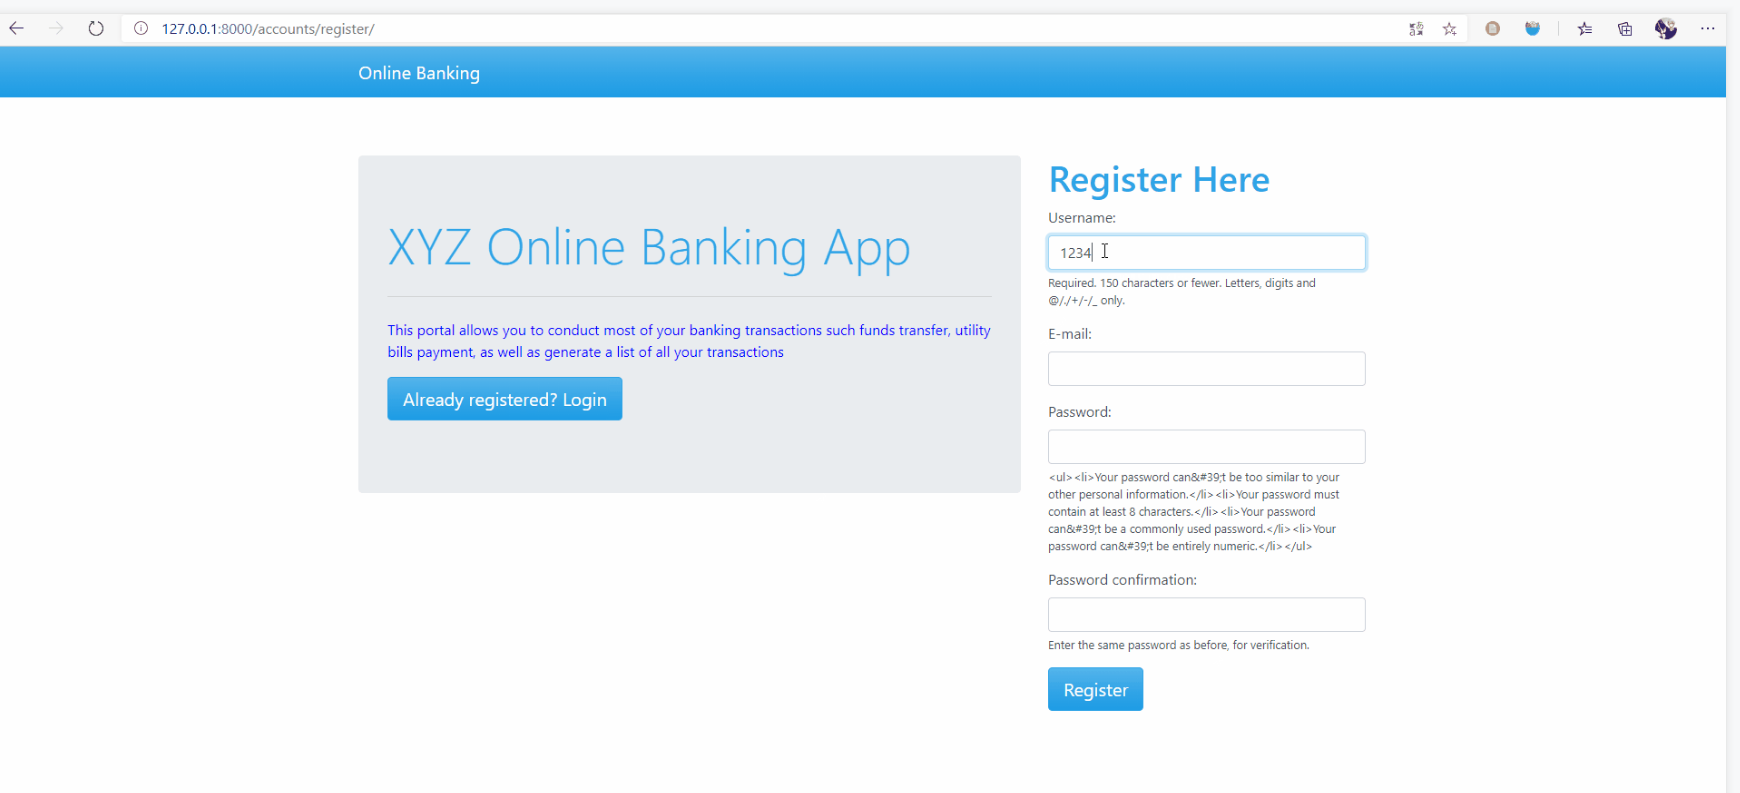 127.0.0.1:8000/accounts/register/
Online Banking
XYZ Online Banking App
This portal allows you to conduct most of your banking transactions such funds transfer, utility
bills payment, as well as generate a list of all your transactions
Already registered? Login
Register Here
Username:
1234
Required. 150 characters or fewer. Letters, digits and
@/./+/-/_ only.
E-mail:
Password:
<ul><li>Your password can&#39;t be too similar to your
other personal information.</li><li>Your password must
contain at least 8 characters.</li><li>Your password
can&#39;t be a commonly used password.</li><li>Your
password can&#39;t be entirely numeric.</li></ul>
Password confirmation:
Enter the same password as before, for verification.
Register